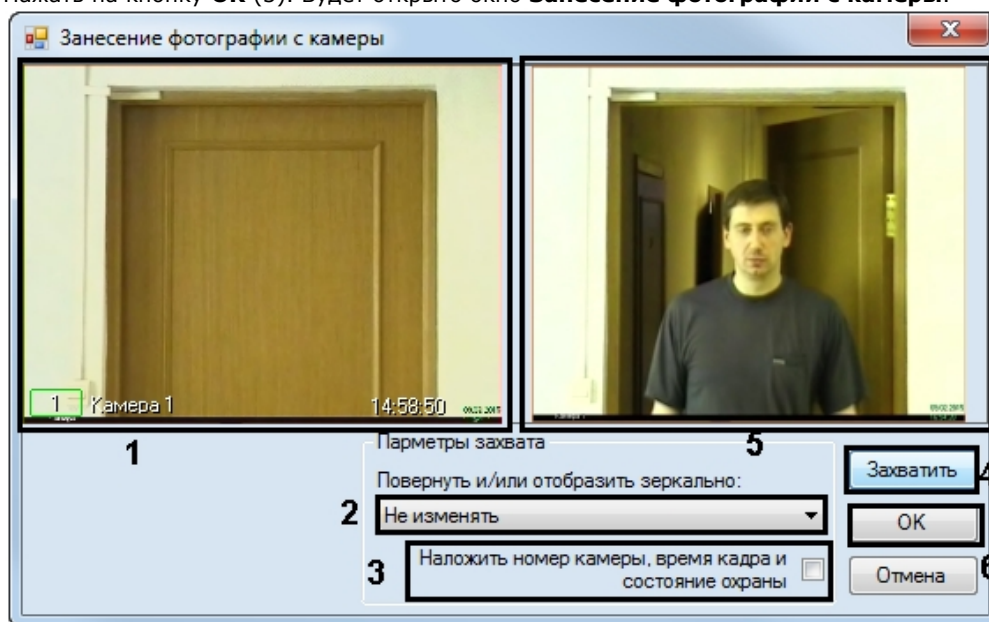 Нажать на кнопку ОК (5). Будет открыто окно Занесение фотографии с камеры.
Занесение фотографии с камеры
1 Камера 1 14:58:50
1
5
Парметры захвата
Захватить
4
Повернуть и/или отобразить зеркально:
2
Не изменять
OK
3
Наложить номер камеры, время кадра и
состояние охраны
Отмена
6